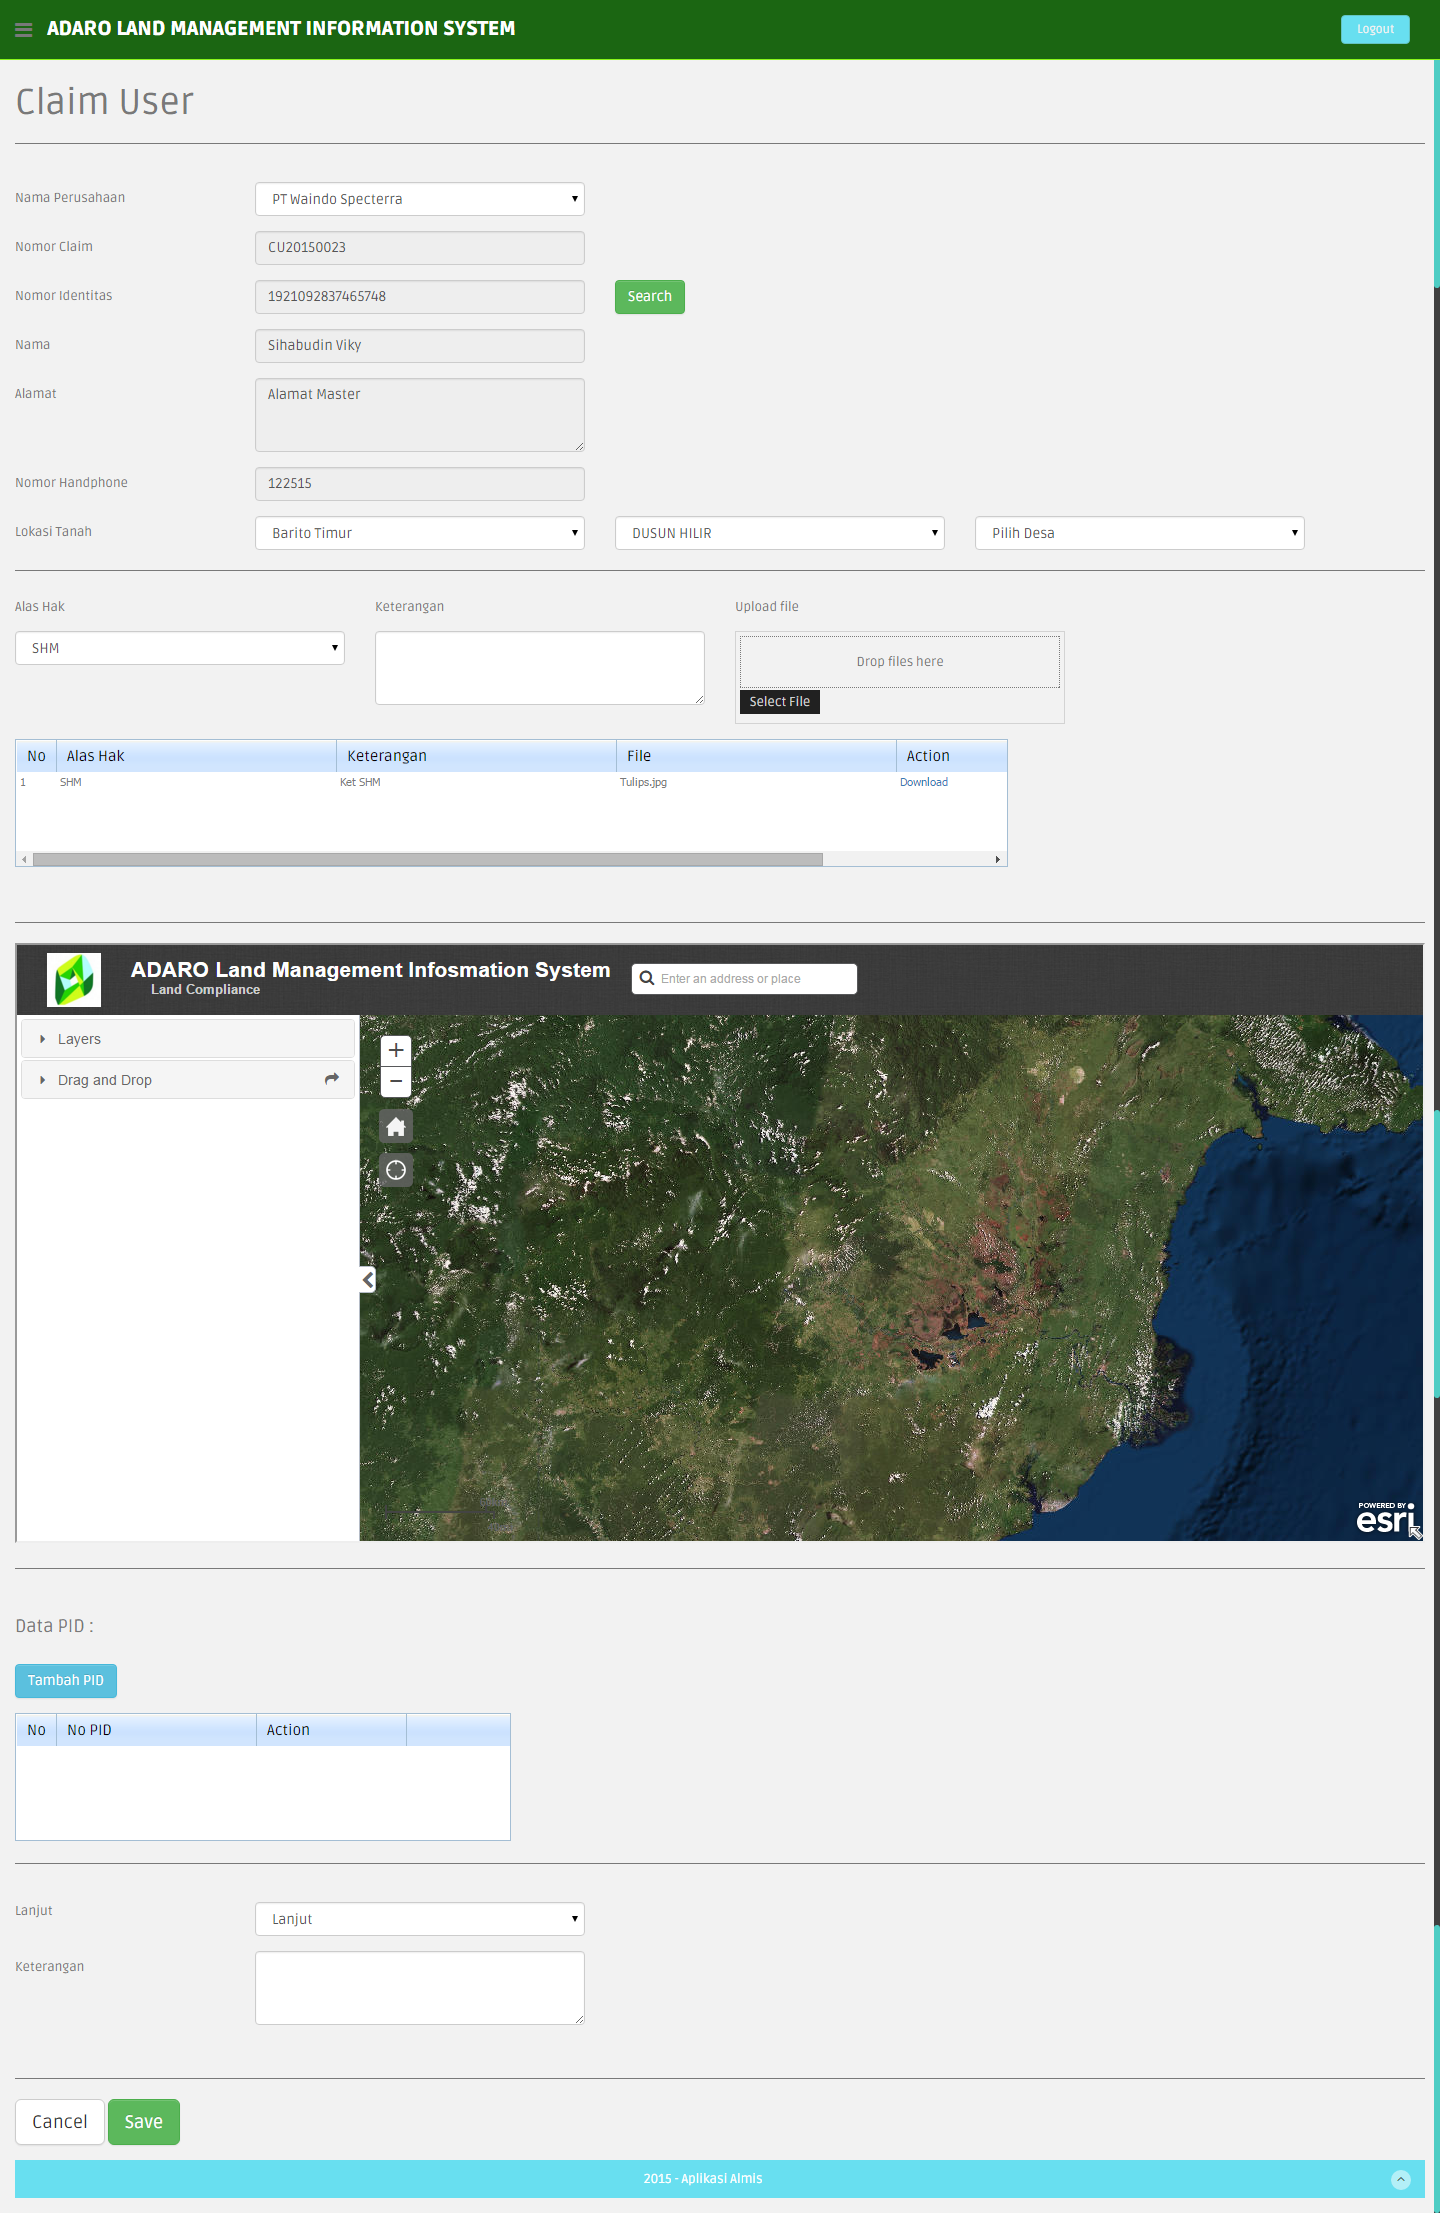 ADARO LAND MANAGEMENT INFORMATION SYSTEM
Logout
Claim User
Nama Perusahaan
PT Waindo Specterra
Nomor Claim
CU20150023
Nomor Identitas
1921092837465748
Search
Nama
Sihabudin Viky
Alamat
Alamat Master
Nomor Handphone
122515
Lokasi Tanah
Barito Timur
DUSUN HILIR
Pilih Desa
Alas Hak
Keterangan
Upload file
SHM
Drop files here
Select File
No Alas Hak Keterangan File Action
1 SHM Ket SHM Tulips.jpg Download
ADARO Land Management Infosmation System
Land Compliance
Enter an address or place
Layers
Drag and Drop
POWERED BY
esri
Data PID :
Tambah PID
No No PID Action
Lanjut
Lanjut
Keterangan
Cancel
Save
2015 - Aplikasi Almis